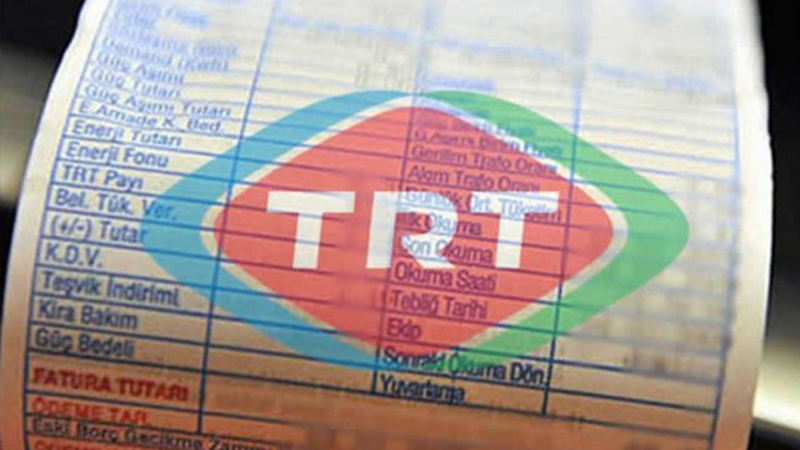 Güç Aşımı
Güç Tutarı
Güç Aşımı Tutarı
E.Amade K. Bed.
Enerji Tutarı
Enerji Fonu
TRT Payı
Bel. Tük. Ver.
(+/-) Tutar
K.D.V.
Teşvik İndirimi
Kira Bakım
Güç Bedeli
FATURA TUTARI
ÖDEME TAR.
Eski Borç Gecikme
Gerilim Trafo Oranı
Akım Trafo Oranı
Günlük Ort. Tüketim
İlk Okuma
Son Okuma
Okuma Saati
Tebliğ Tarihi
Ekip
Sonraki Okuma Dön.
Yuvarlama
TRT